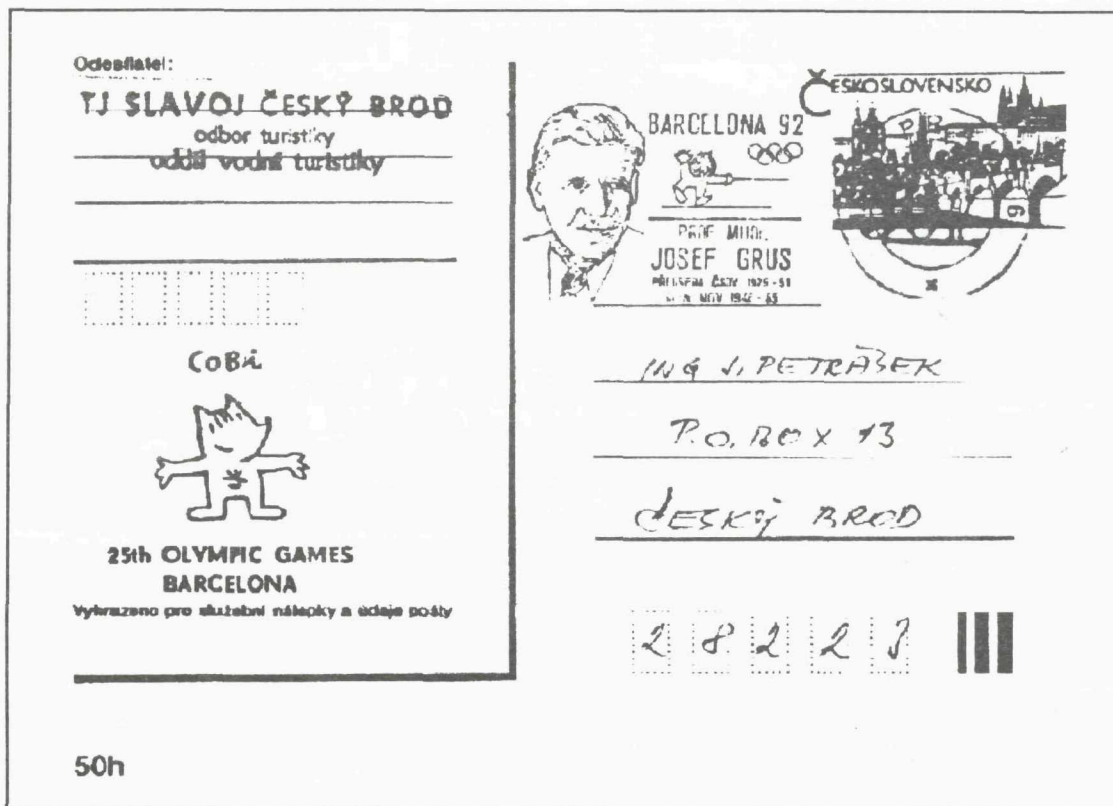 Odesílatel:
TJ SLAVOJ ČESKÝ BROD
odbor turistiky
oddíl vodní turistiky
CoBi
25th OLYMPIC GAMES
BARCELONA
Vyhrazeno pro služební nálepky a údaje pošty
50h
ČESKOSLOVENSKO
BARCELONA 92
PROF. MUDr.
JOSEF GRUS
ING J. PETRÁŠEK
P.O. BOX 13
ČESKÝ BROD
2 8 2 2 3